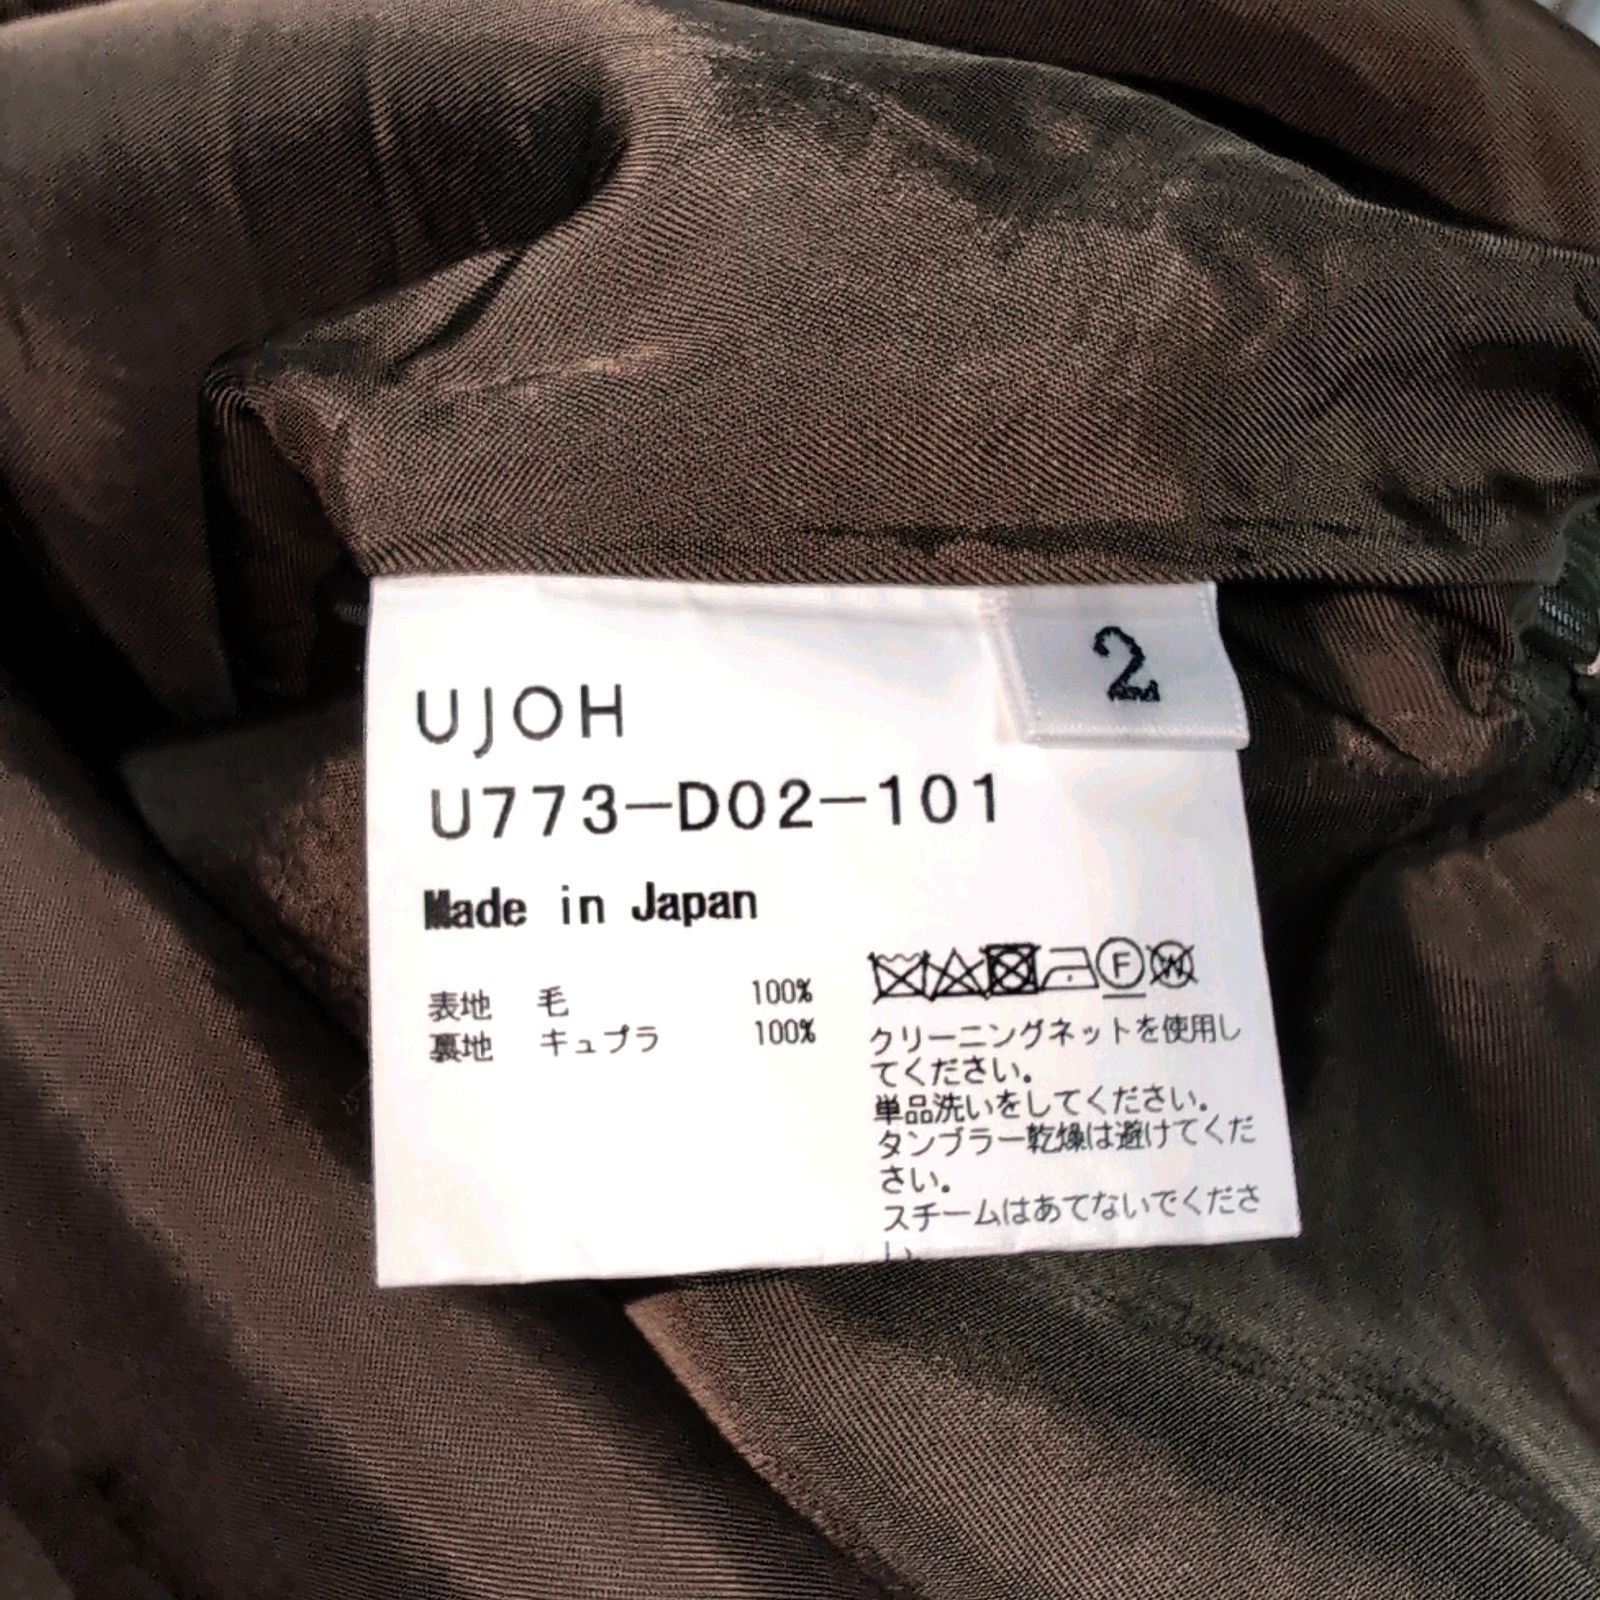 2
UJOH
U773-D02-101
Made in Japan
表地 毛 100%
裏地 キュプラ 100%
F W
クリーニングネットを使用し
てください。
単品洗いをしてください。
タンブラー乾燥は避けてくだ
さい。
スチームはあてないでくださ
い